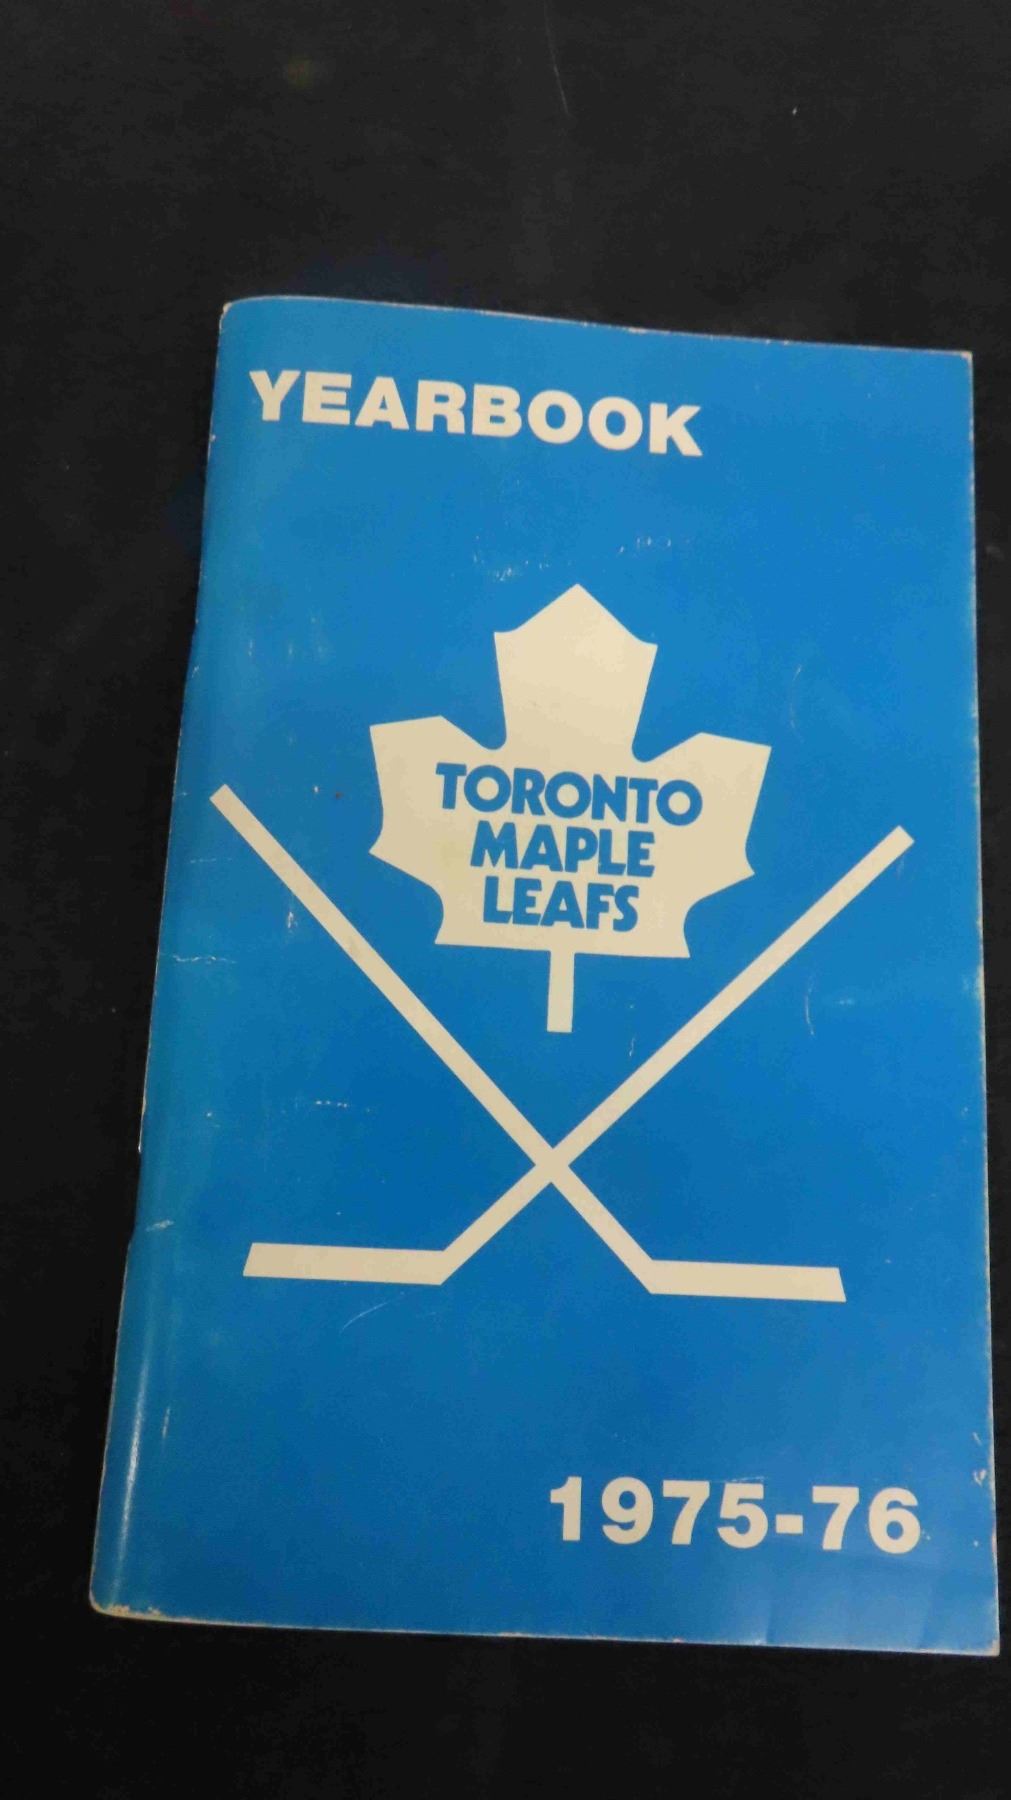 YEARBOOK
TORONTO
MAPLE
LEAFS
1975-76